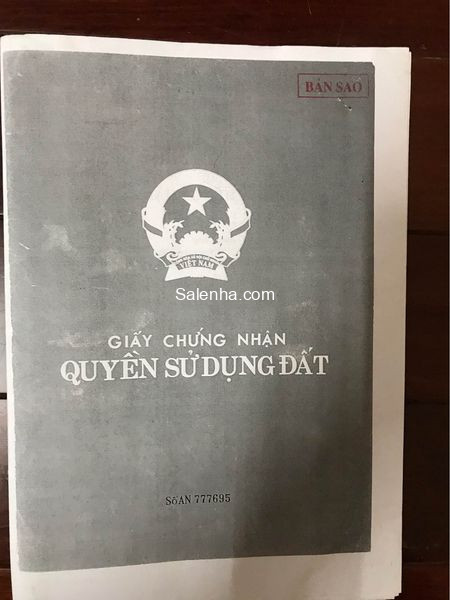 BẢN SAO
VIỆT NAM
Salenha.com
GIẤY CHỨNG NHẬN
QUYỀN SỬ DỤNG ĐẤT
Số AN 777695